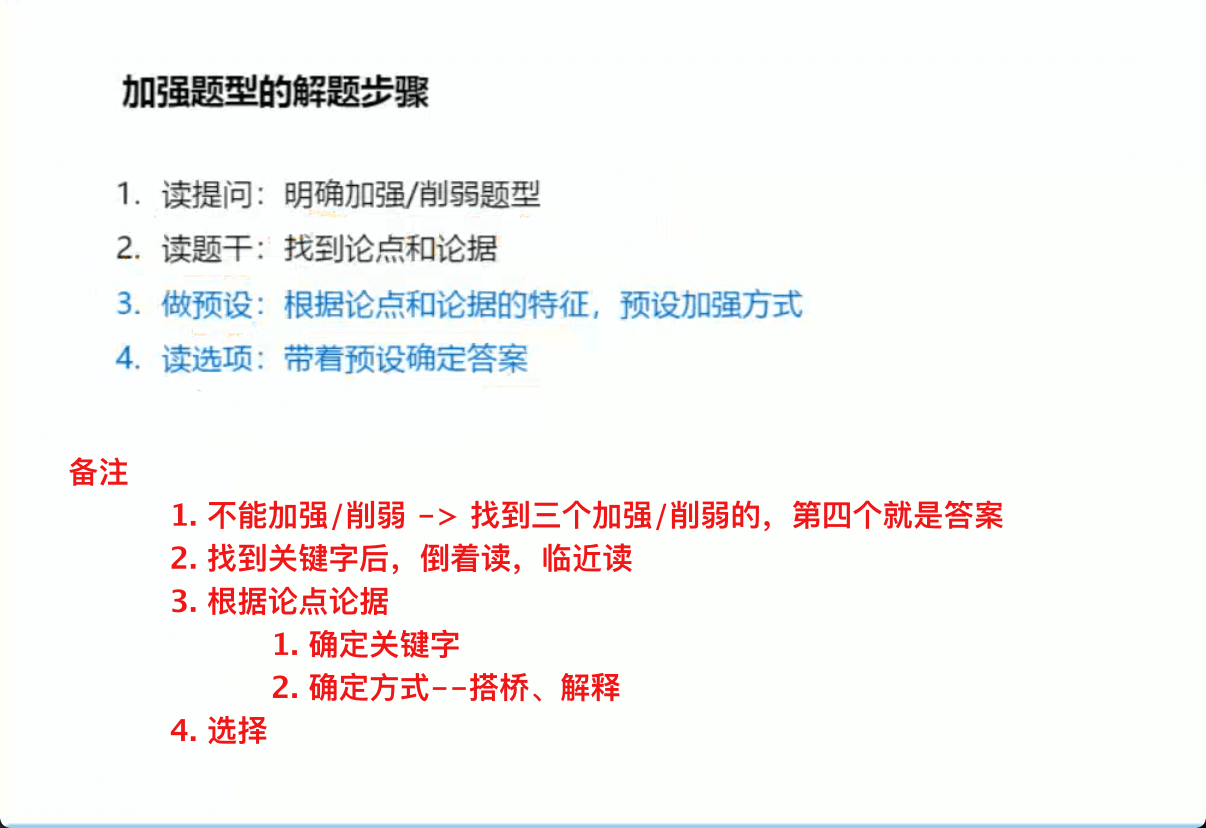 加强题型的解题步骤
1. 读提问：明确加强/削弱题型
2. 读题干：找到论点和论据
3. 做预设：根据论点和论据的特征，预设加强方式
4. 读选项：带着预设确定答案
备注
1. 不能加强/削弱 -> 找到三个加强/削弱的，第四个就是答案
2. 找到关键字后，倒着读，临近读
3. 根据论点论据
1. 确定关键字
2. 确定方式--搭桥、解释
4. 选择